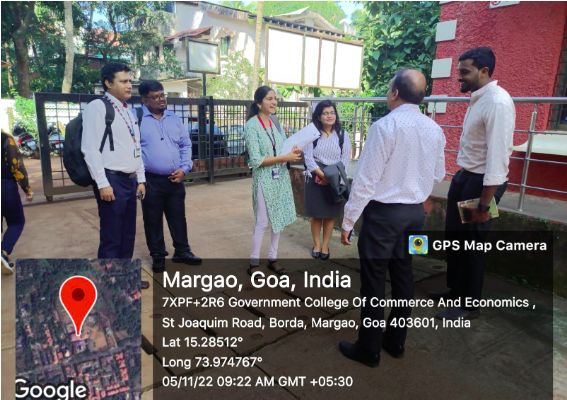 GPS Map Camera
Margao, Goa, India
7XPF+2R6 Government College Of Commerce And Economics ,
St Joaquim Road, Borda, Margao, Goa 403601, India
Lat 15.28512°
Long 73.974767°
05/11/22 09:22 AM GMT +05:30
Google